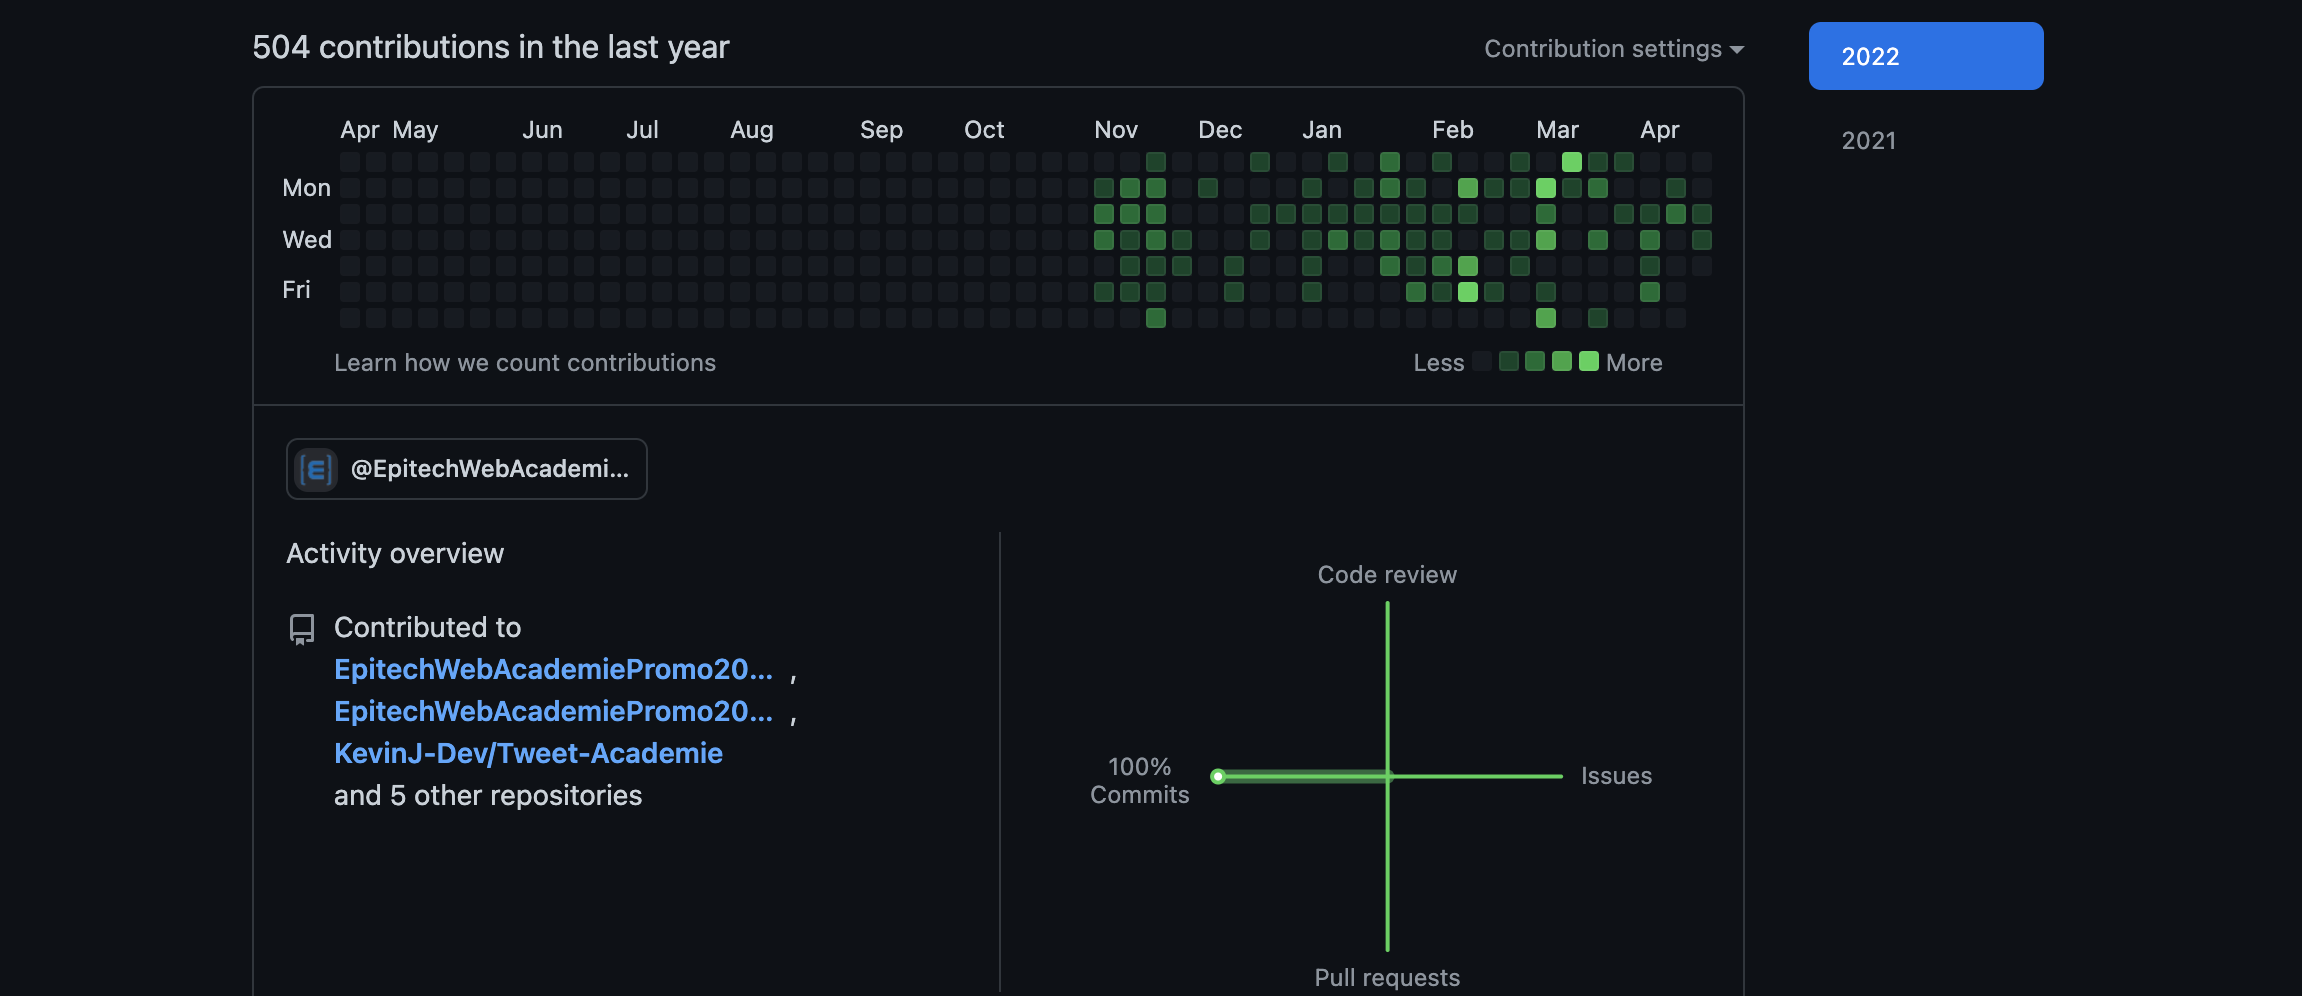 504 contributions in the last year
Contribution settings
2022
2021
Apr May Jun Jul Aug Sep Oct Nov Dec Jan Feb Mar Apr
Mon
Wed
Fri
Learn how we count contributions
Less More
@EpitechWebAcademi...
Activity overview
Contributed to
EpitechWebAcademiePromo20... ,
EpitechWebAcademiePromo20... ,
KevinJ-Dev/Tweet-Academie
and 5 other repositories
Code review
100%
Commits
Issues
Pull requests